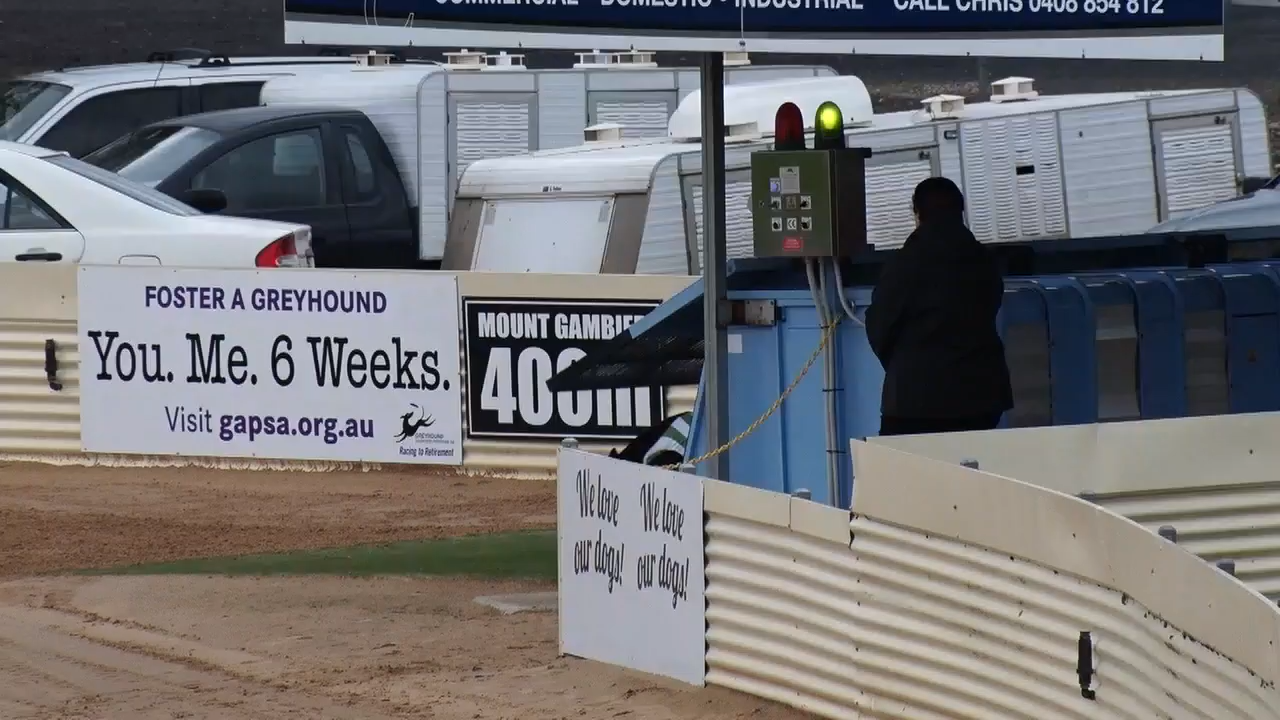 COMMERCIAL - DOMESTIC - INDUSTRIAL CALL CHRIS 0408 854 812
FOSTER A GREYHOUND
You. Me. 6 Weeks.
Visit gapsa.org.au
GREYHOUND
Racing to Retirement
MOUNT GAMBIER
400m
We love
our dogs!
We love
our dogs!